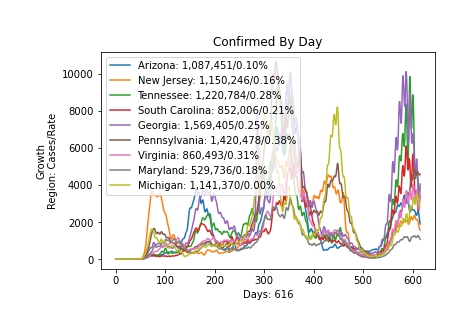 Confirmed By Day
Growth
Region: Cases/Rate
10000
8000
6000
4000
2000
0
Arizona: 1,087,451/0.10%
New Jersey: 1,150,246/0.16%
Tennessee: 1,220,784/0.28%
South Carolina: 852,006/0.21%
Georgia: 1,569,405/0.25%
Pennsylvania: 1,420,478/0.38%
Virginia: 860,493/0.31%
Maryland: 529,736/0.18%
Michigan: 1,141,370/0.00%
0 100 200 300 400 500 600
Days: 616